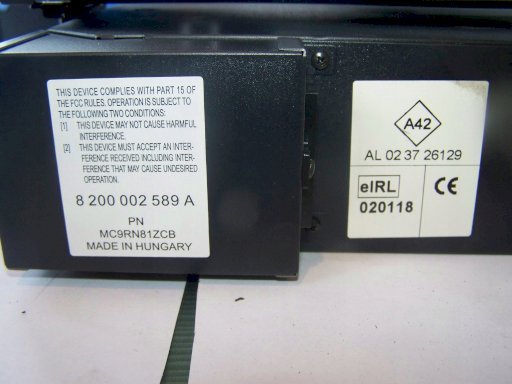 THIS DEVICE COMPLIES WITH PART 15 OF
THE FCC RULES. OPERATION IS SUBJECT TO
THE FOLLOWING TWO CONDITIONS:
[1] THIS DEVICE MAY NOT CAUSE HARMFUL
INTERFERENCE.
[2] THIS DEVICE MUST ACCEPT AN INTER-
FERENCE RECEIVED INCLUDING INTER-
FERENCE THAT MAY CAUSE UNDESIRED
OPERATION.
8 200 002 589 A
PN
MC9RN81ZCB
MADE IN HUNGARY
A42
AL 02 37 26129
eIRL
020118
CE